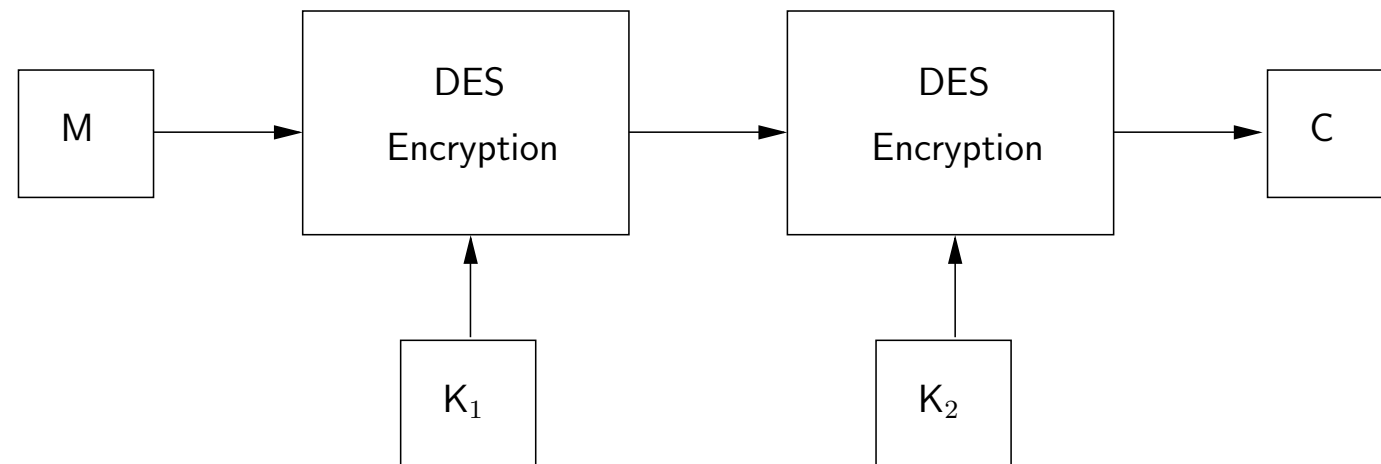 M
DES
Encryption
DES
Encryption
C
K₁
K₂